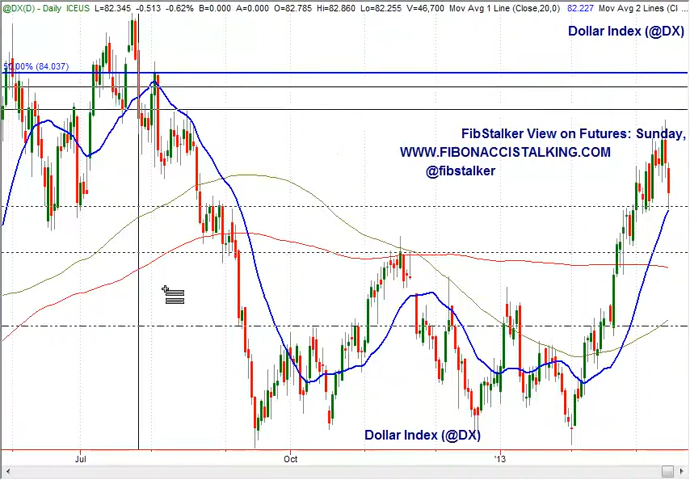 @DX(D) - Daily ICEUS L=82.345 -0.513 -0.62% B=0.000 A=0.000 O=82.785 Hi=82.860 Lo=82.255 V=46,700 Mov Avg 1 Line (Close,20,0) 82.227 Mov Avg 2 Lines (Cl
Dollar Index (@DX)
50.00% (84.037)
FibStalker View on Futures: Sunday,
WWW.FIBONACCISTALKING.COM
@fibstalker
Dollar Index (@DX)
Jul Oct '13